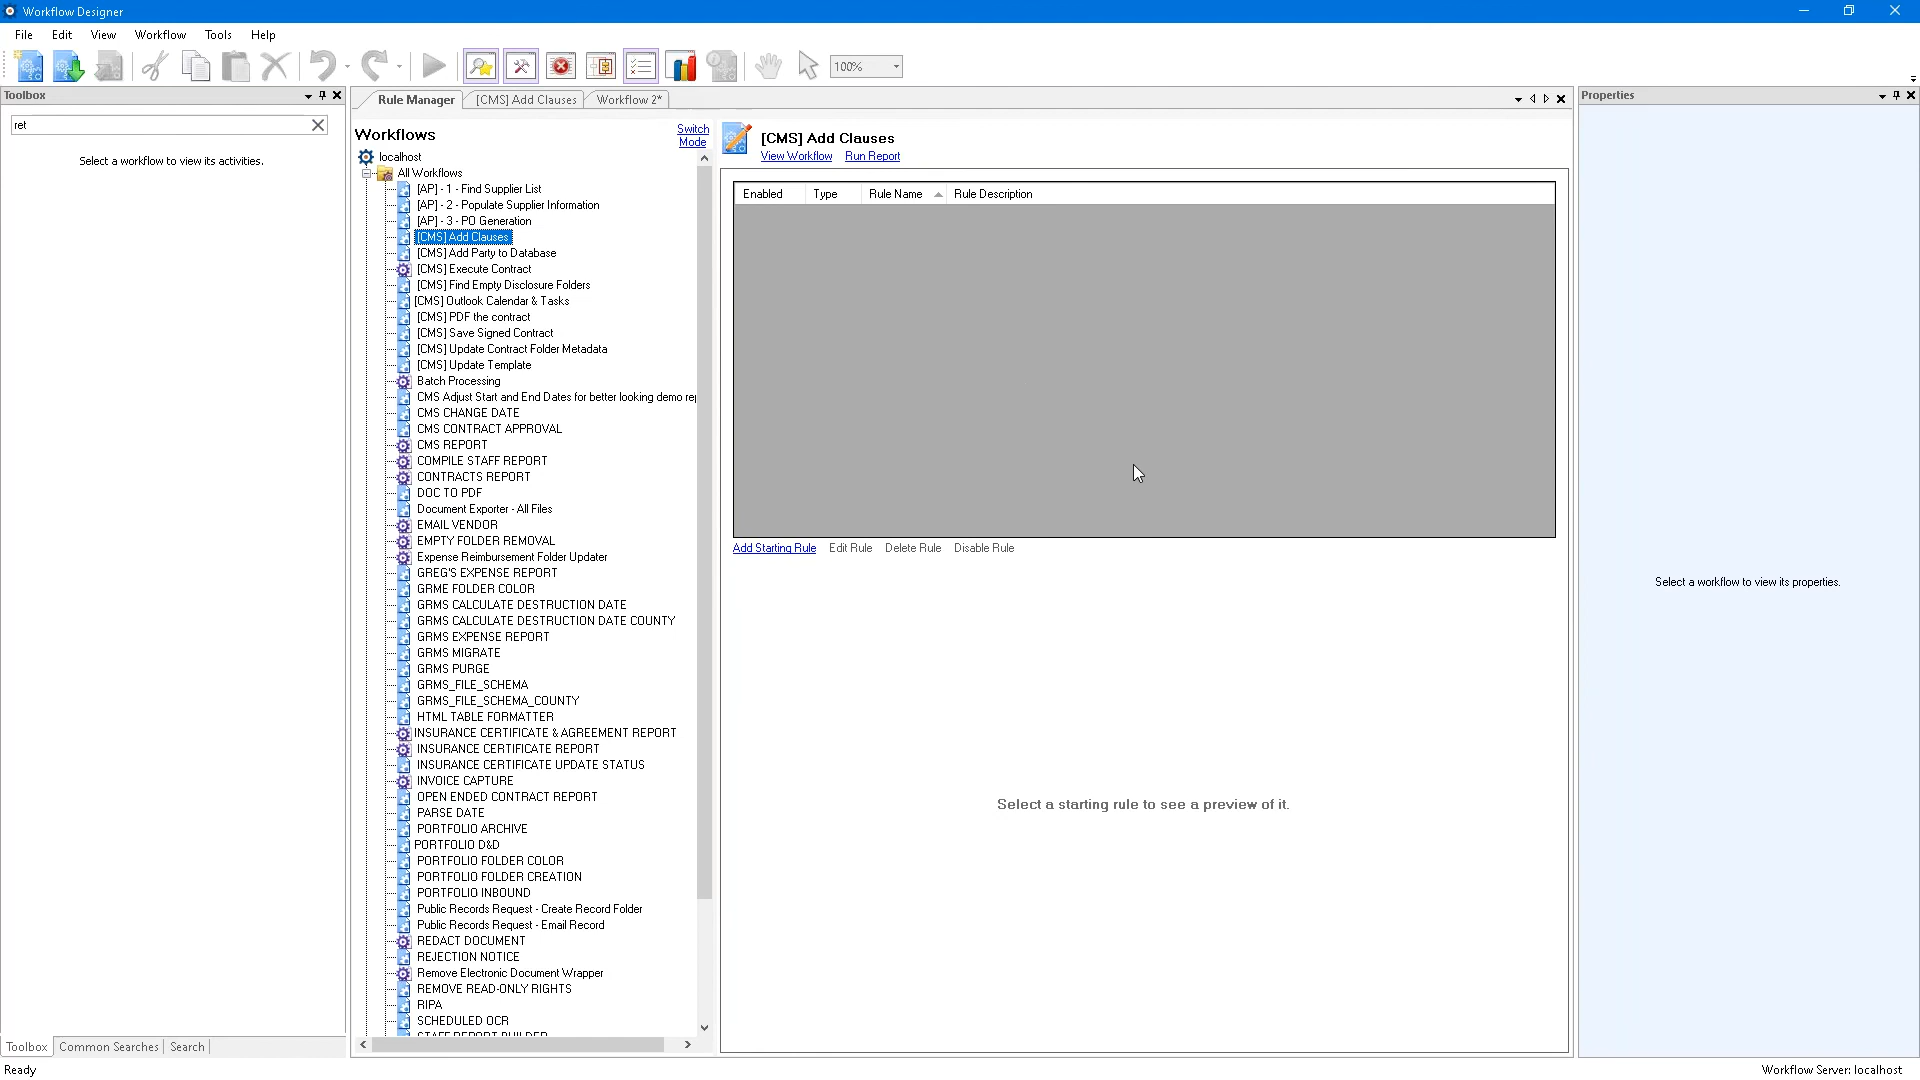 Workflow Designer
File Edit View Workflow Tools Help
100%
Toolbox
ret
Select a workflow to view its activities.
Toolbox Common Searches Search
Ready
Rule Manager [CMS] Add Clauses Workflow 2*
Workflows
Switch Mode
localhost
All Workflows
[AP] - 1 - Find Supplier List
[AP] - 2 - Populate Supplier Information
[AP] - 3 - PO Generation
[CMS] Add Clauses
[CMS] Add Party to Database
[CMS] Execute Contract
[CMS] Find Empty Disclosure Folders
[CMS] Outlook Calendar & Tasks
[CMS] PDF the contract
[CMS] Save Signed Contract
[CMS] Update Contract Folder Metadata
[CMS] Update Template
Batch Processing
CMS Adjust Start and End Dates for better looking demo rep
CMS CHANGE DATE
CMS CONTRACT APPROVAL
CMS REPORT
COMPILE STAFF REPORT
CONTRACTS REPORT
DOC TO PDF
Document Exporter - All Files
EMAIL VENDOR
EMPTY FOLDER REMOVAL
Expense Reimbursement Folder Updater
GREG'S EXPENSE REPORT
GRME FOLDER COLOR
GRMS CALCULATE DESTRUCTION DATE
GRMS CALCULATE DESTRUCTION DATE COUNTY
GRMS EXPENSE REPORT
GRMS MIGRATE
GRMS PURGE
GRMS_FILE_SCHEMA
GRMS_FILE_SCHEMA_COUNTY
HTML TABLE FORMATTER
INSURANCE CERTIFICATE & AGREEMENT REPORT
INSURANCE CERTIFICATE REPORT
INSURANCE CERTIFICATE UPDATE STATUS
INVOICE CAPTURE
OPEN ENDED CONTRACT REPORT
PARSE DATE
PORTFOLIO ARCHIVE
PORTFOLIO D&D
PORTFOLIO FOLDER COLOR
PORTFOLIO FOLDER CREATION
PORTFOLIO INBOUND
Public Records Request - Create Record Folder
Public Records Request - Email Record
REDACT DOCUMENT
REJECTION NOTICE
Remove Electronic Document Wrapper
REMOVE READ-ONLY RIGHTS
RIPA
SCHEDULED OCR
STAFF REPORT BUILDER
[CMS] Add Clauses
View Workflow Run Report
Enabled Type Rule Name Rule Description
Add Starting Rule Edit Rule Delete Rule Disable Rule
Select a starting rule to see a preview of it.
Properties
Select a workflow to view its properties.
Workflow Server: localhost